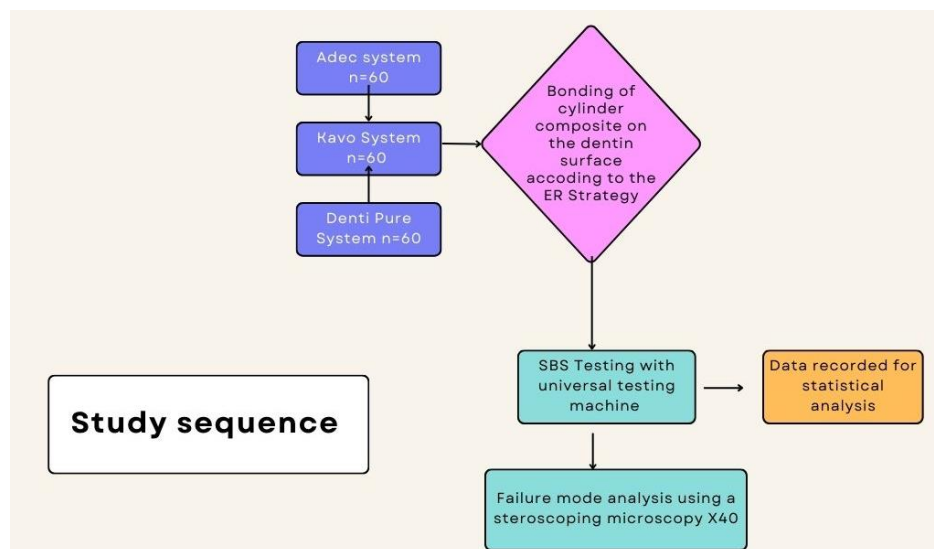 Adec system
n=60
Kavo System
n=60
Denti Pure
System n=60
Bonding of
cylinder
composite on
the dentin
surface
accoding to the
ER Strategy
SBS Testing with
universal testing
machine
Data recorded for
statistical
analysis
Study sequence
Failure mode analysis using a
steroscoping microscopy X40